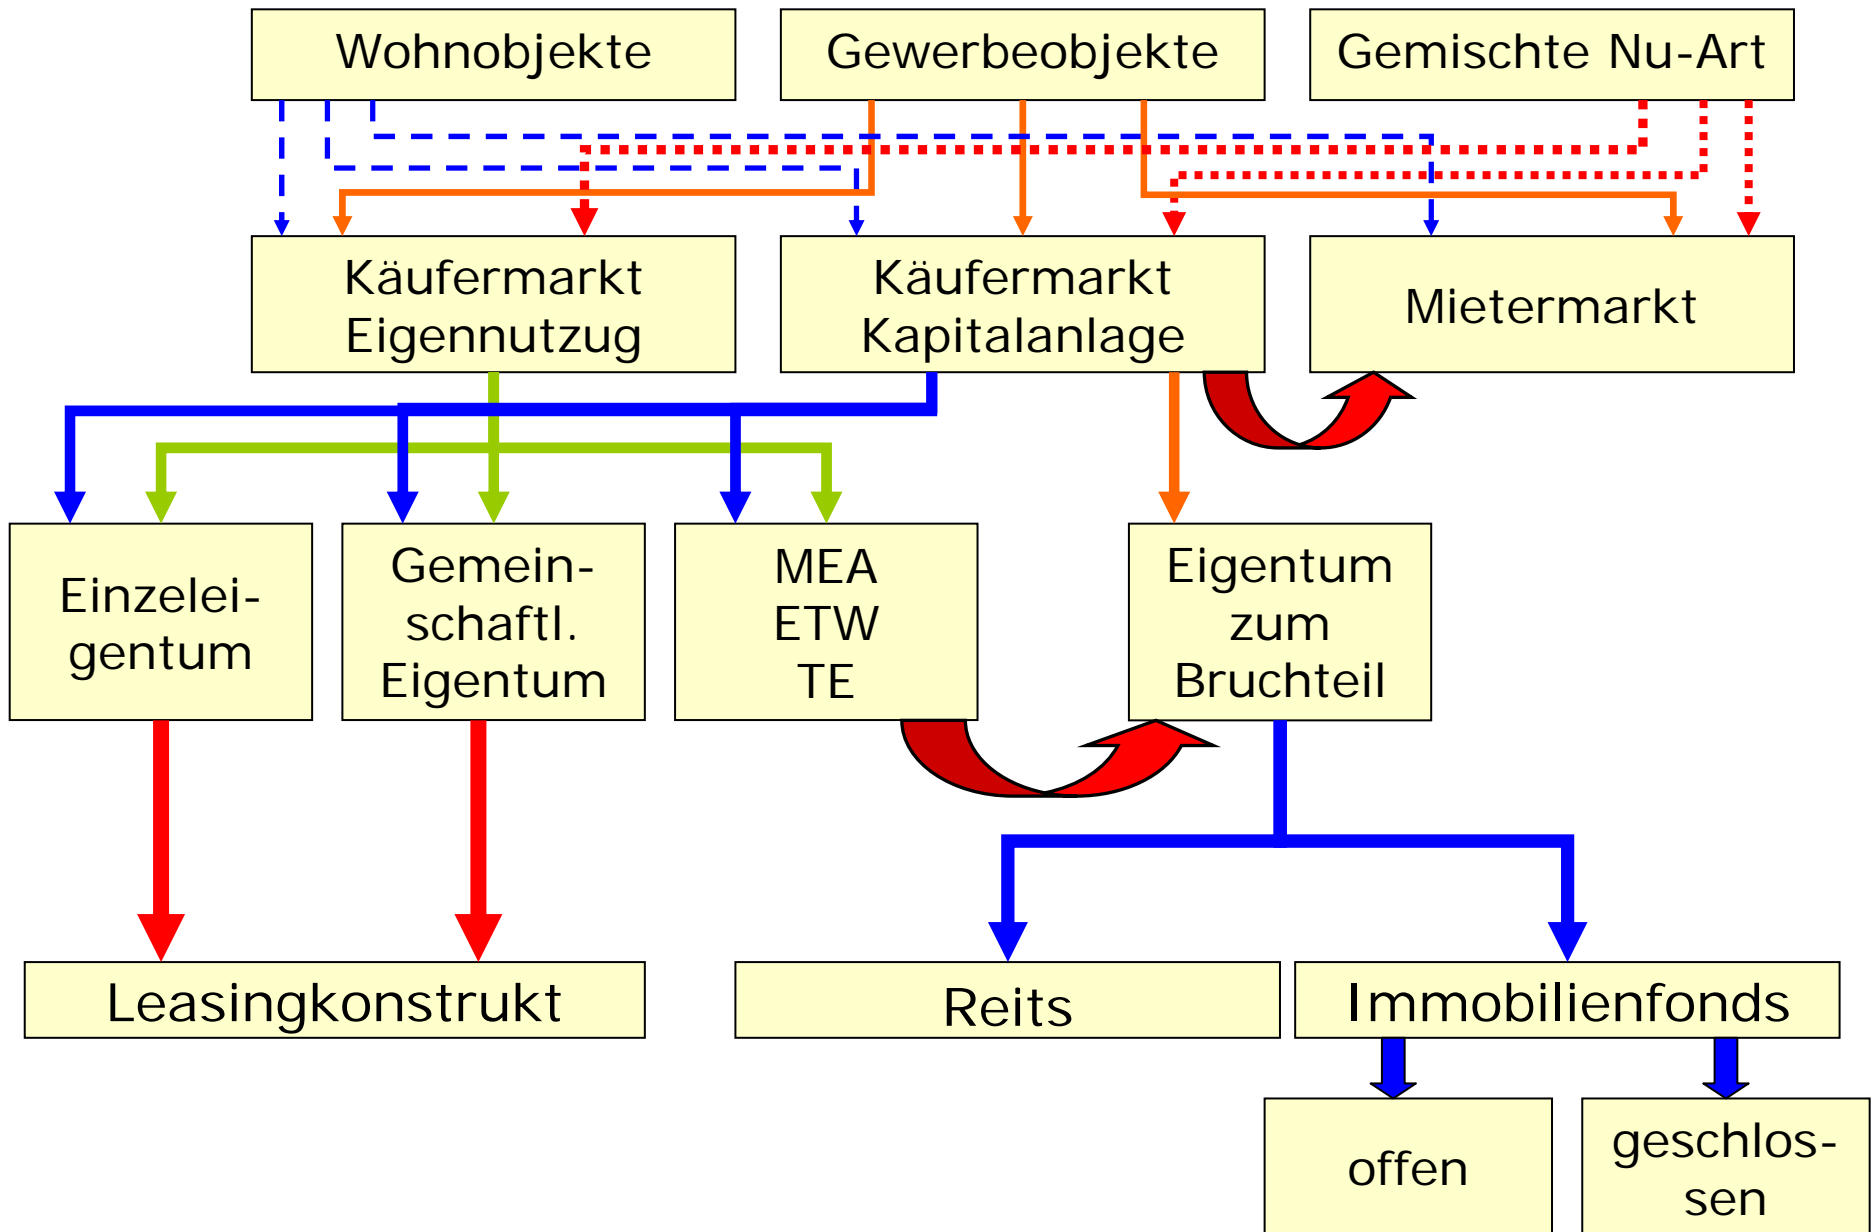 Wohnobjekte
Gewerbeobjekte
Gemischte Nu-Art
Käufermarkt
Eigennutzug
Käufermarkt
Kapitalanlage
Mietermarkt
Einzelei-
gentum
Gemein-
schaftl.
Eigentum
MEA
ETW
TE
Eigentum
zum
Bruchteil
Leasingkonstrukt
Reits
Immobilienfonds
offen
geschlos-
sen